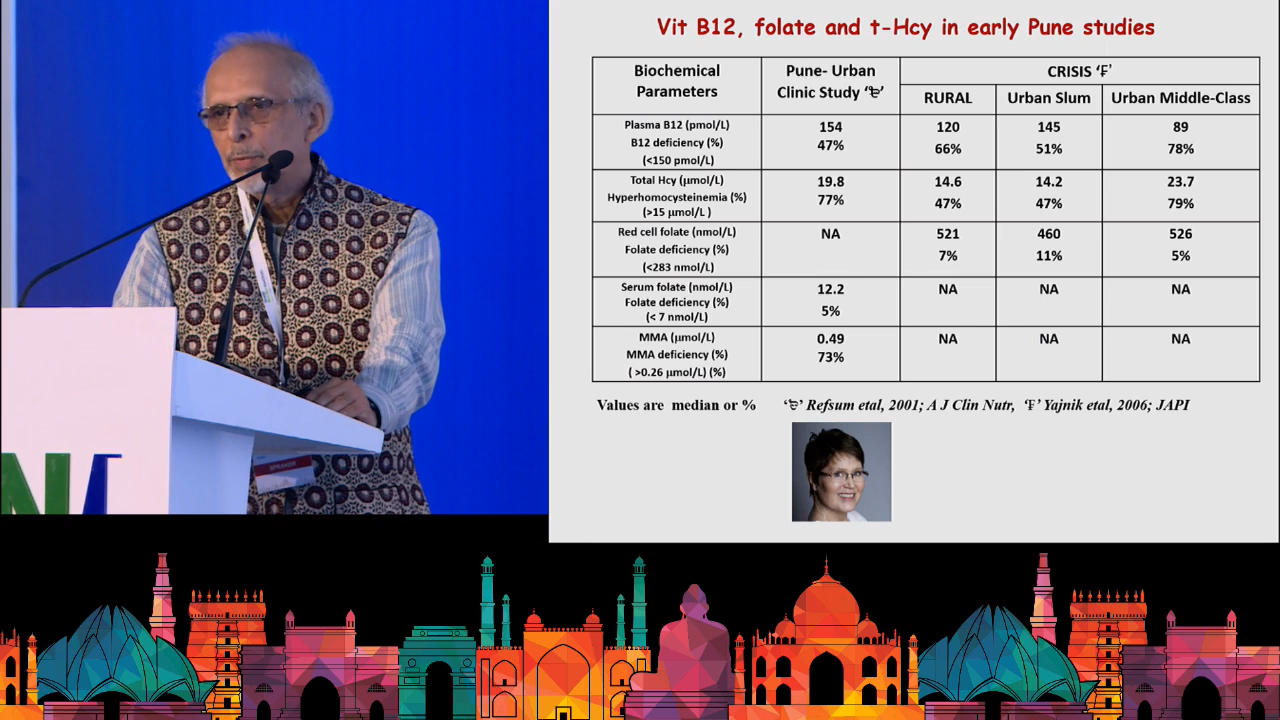 Vit B12, folate and t-Hcy in early Pune studies
Biochemical Parameters
Pune- Urban Clinic Study ‘ੳ’
CRISIS ‘₣’
RURAL
Urban Slum
Urban Middle-Class
Plasma B12 (pmol/L)
154
120
145
89
B12 deficiency (%)
47%
66%
51%
78%
(<150 pmol/L)
Total Hcy (μmol/L)
19.8
14.6
14.2
23.7
Hyperhomocysteinemia (%)
77%
47%
47%
79%
(>15 μmol/L )
Red cell folate (nmol/L)
NA
521
460
526
Folate deficiency (%)
7%
11%
5%
(<283 nmol/L)
Serum folate (nmol/L)
12.2
NA
NA
NA
Folate deficiency (%)
5%
(< 7 nmol/L)
MMA (μmol/L)
0.49
NA
NA
NA
MMA deficiency (%)
73%
( >0.26 μmol/L) (%)
Values are median or %
‘ੳ’ Refsum etal, 2001; A J Clin Nutr, ‘₣’ Yajnik etal, 2006; JAPI
SPEAKER